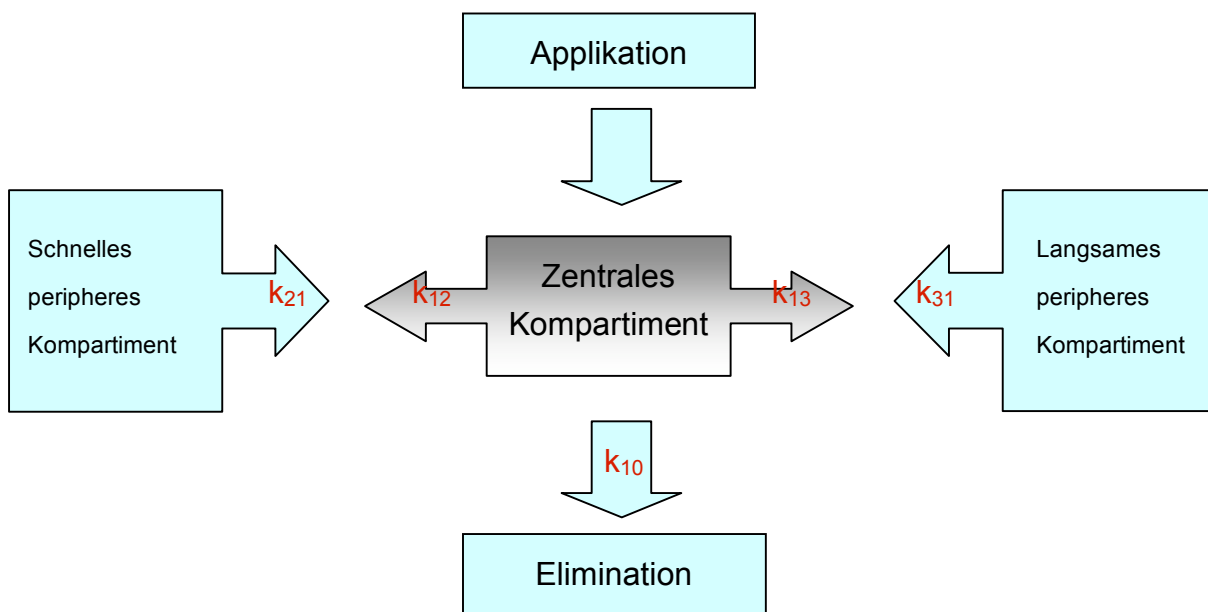 Applikation
Schnelles
peripheres
Kompartiment
k21
k12
Zentrales
Kompartiment
k13
k31
Langsames
peripheres
Kompartiment
k10
Elimination